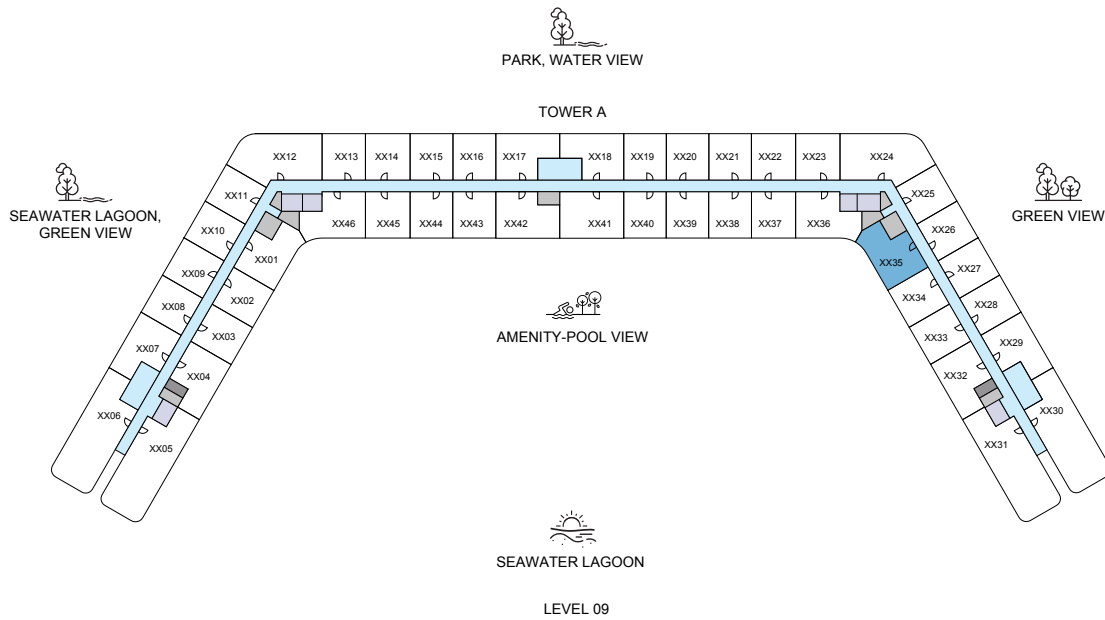 PARK, WATER VIEW
TOWER A
XX12
XX13
XX14
XX15
XX16
XX17
XX18
XX19
XX20
XX21
XX22
XX23
XX24
XX11
XX25
SEAWATER LAGOON,
GREEN VIEW
GREEN VIEW
XX10
XX46
XX45
XX44
XX43
XX42
XX41
XX40
XX39
XX38
XX37
XX36
XX26
XX01
XX35
XX09
XX27
XX02
XX34
XX08
XX28
XX03
XX33
AMENITY-POOL VIEW
XX07
XX29
XX04
XX32
XX06
XX30
XX05
XX31
SEAWATER LAGOON
LEVEL 09